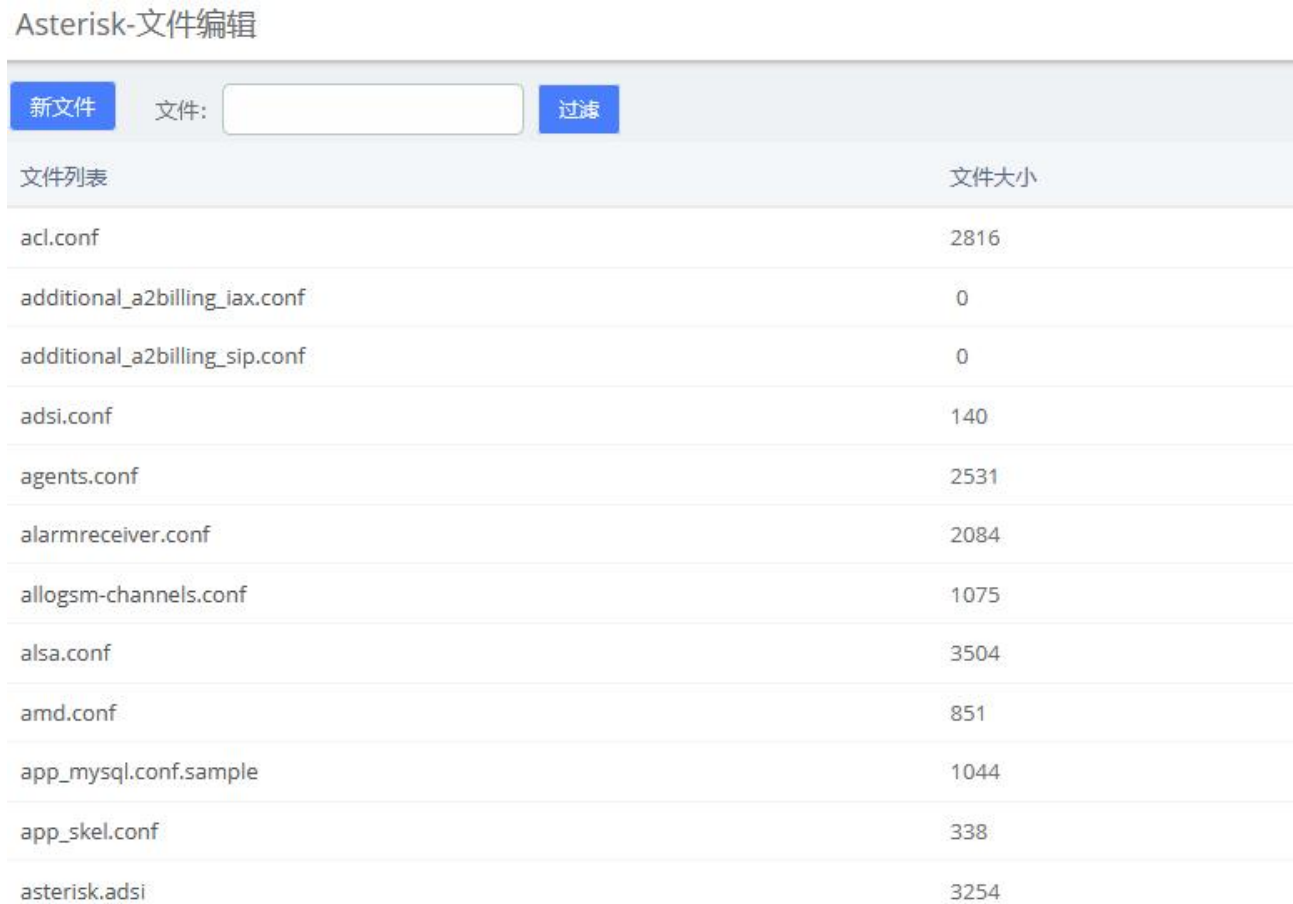 Asterisk-文件编辑
新文件 文件: 过滤
文件列表 文件大小
acl.conf 2816
additional_a2billing_iax.conf 0
additional_a2billing_sip.conf 0
adsi.conf 140
agents.conf 2531
alarmreceiver.conf 2084
allogsm-channels.conf 1075
alsa.conf 3504
amd.conf 851
app_mysql.conf.sample 1044
app_skel.conf 338
asterisk.adsi 3254